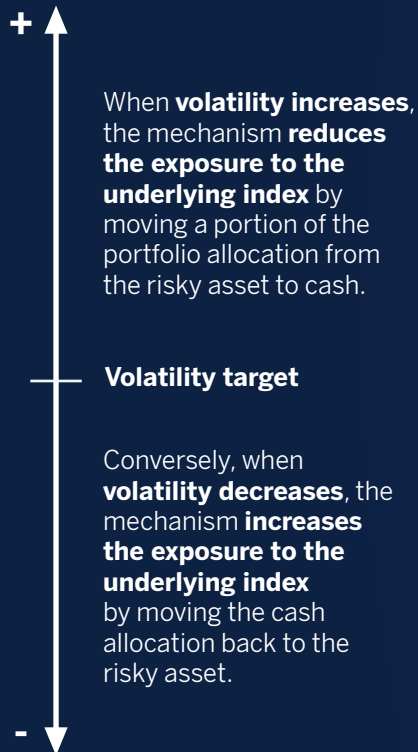 +
When volatility increases,
the mechanism reduces
the exposure to the
underlying index by
moving a portion of the
portfolio allocation from
the risky asset to cash.
Volatility target
Conversely, when
volatility decreases, the
mechanism increases
the exposure to the
underlying index
by moving the cash
allocation back to the
risky asset.
-